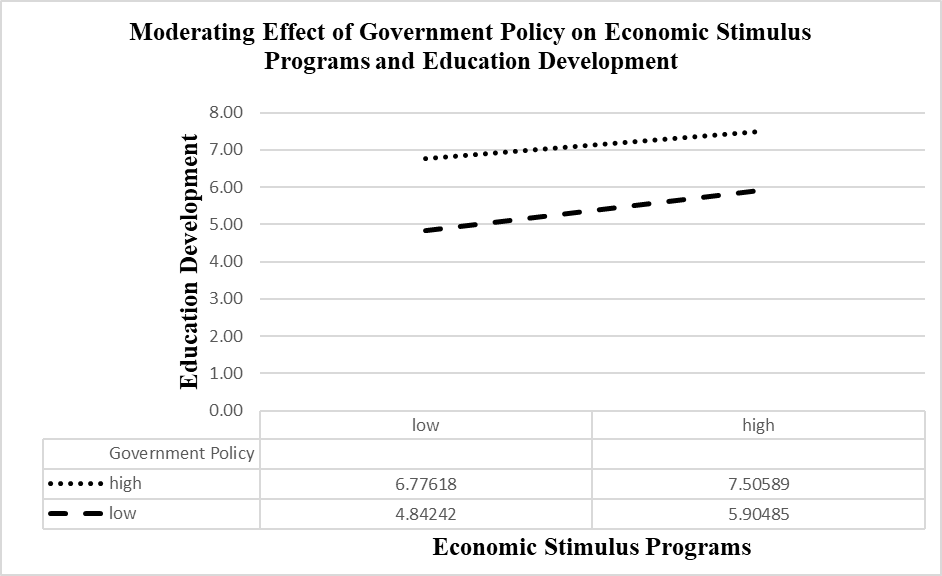 Moderating Effect of Government Policy on Economic Stimulus
Programs and Education Development
Education Development
8.00
7.00
6.00
5.00
4.00
3.00
2.00
1.00
0.00
low high
Government Policy
high 6.77618 7.50589
low 4.84242 5.90485
Economic Stimulus Programs